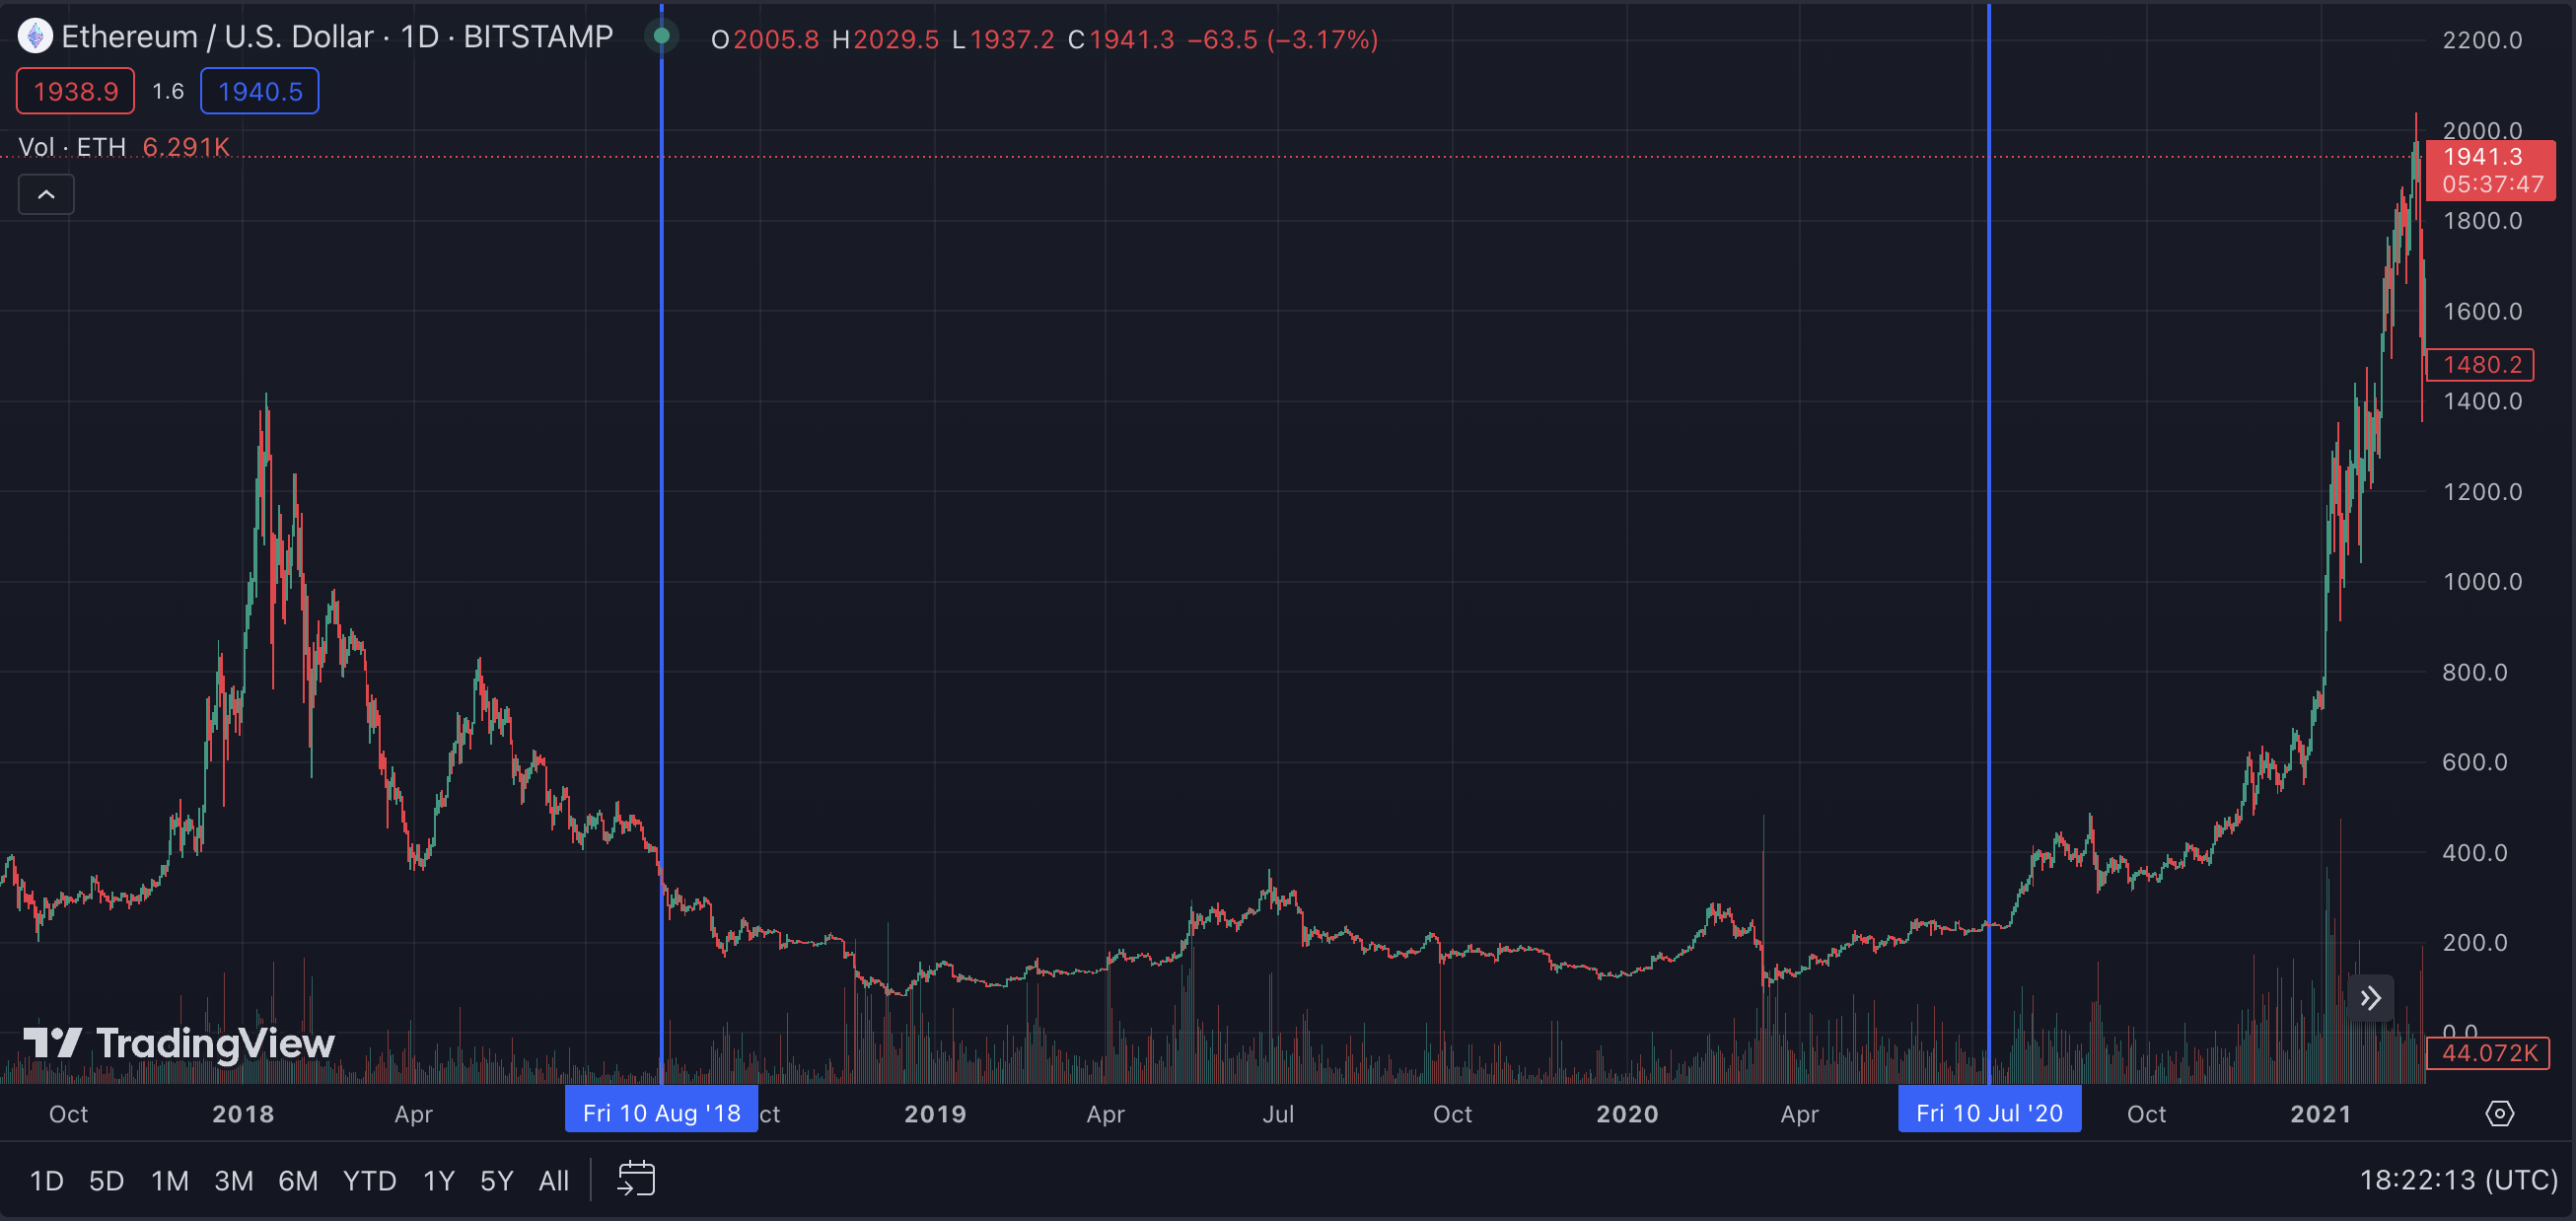 Ethereum / U.S. Dollar · 1D · BITSTAMP O2005.8 H2029.5 L1937.2 C1941.3 −63.5 (−3.17%)
1938.9 1.6 1940.5
Vol · ETH 6.291K
2200.0
2000.0
1941.3
05:37:47
1800.0
1600.0
1480.2
1400.0
1200.0
1000.0
800.0
600.0
400.0
200.0
0.0
44.072K
TradingView
Oct 2018 Apr Fri 10 Aug '18 ct 2019 Apr Jul Oct 2020 Apr Fri 10 Jul '20 Oct 2021
1D 5D 1M 3M 6M YTD 1Y 5Y All 18:22:13 (UTC)